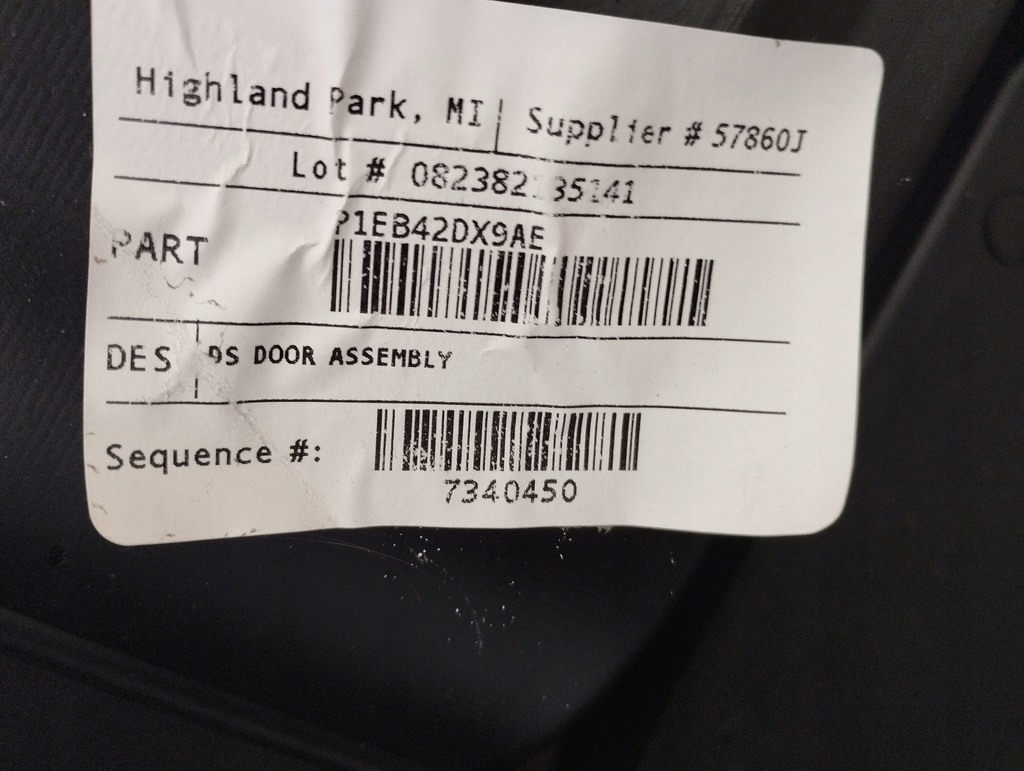 Highland Park, MI | Supplier # 57860J
Lot #
PART P1EB42DX9AE
DES DS DOOR ASSEMBLY
Sequence #:
7340450